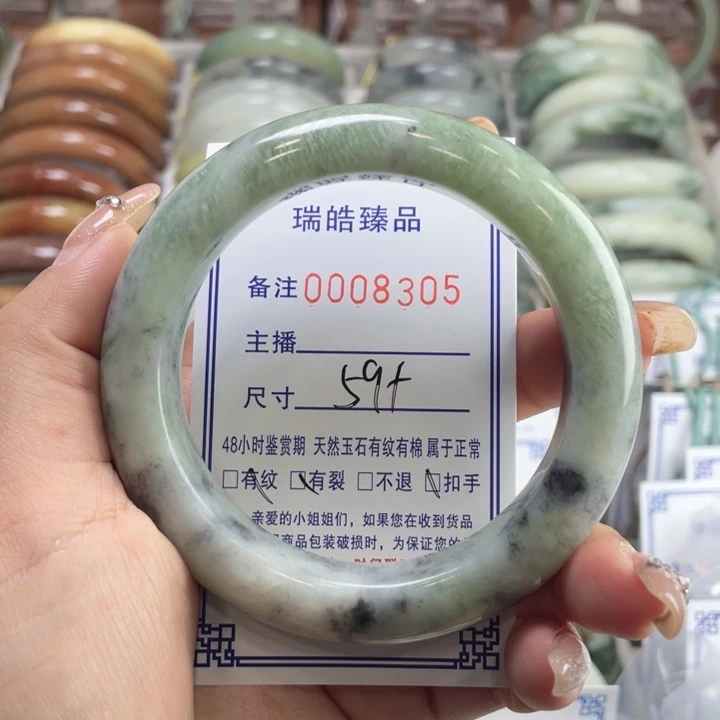 瑞皓臻品
备注0008305
主播
尺寸 59+
48小时鉴赏期 天然玉石有纹有棉 属于正常
□有纹 □有裂 □不退 □扣手
亲爱的小姐姐们，如果您在收到货品
商品包装破损时，为保证您的